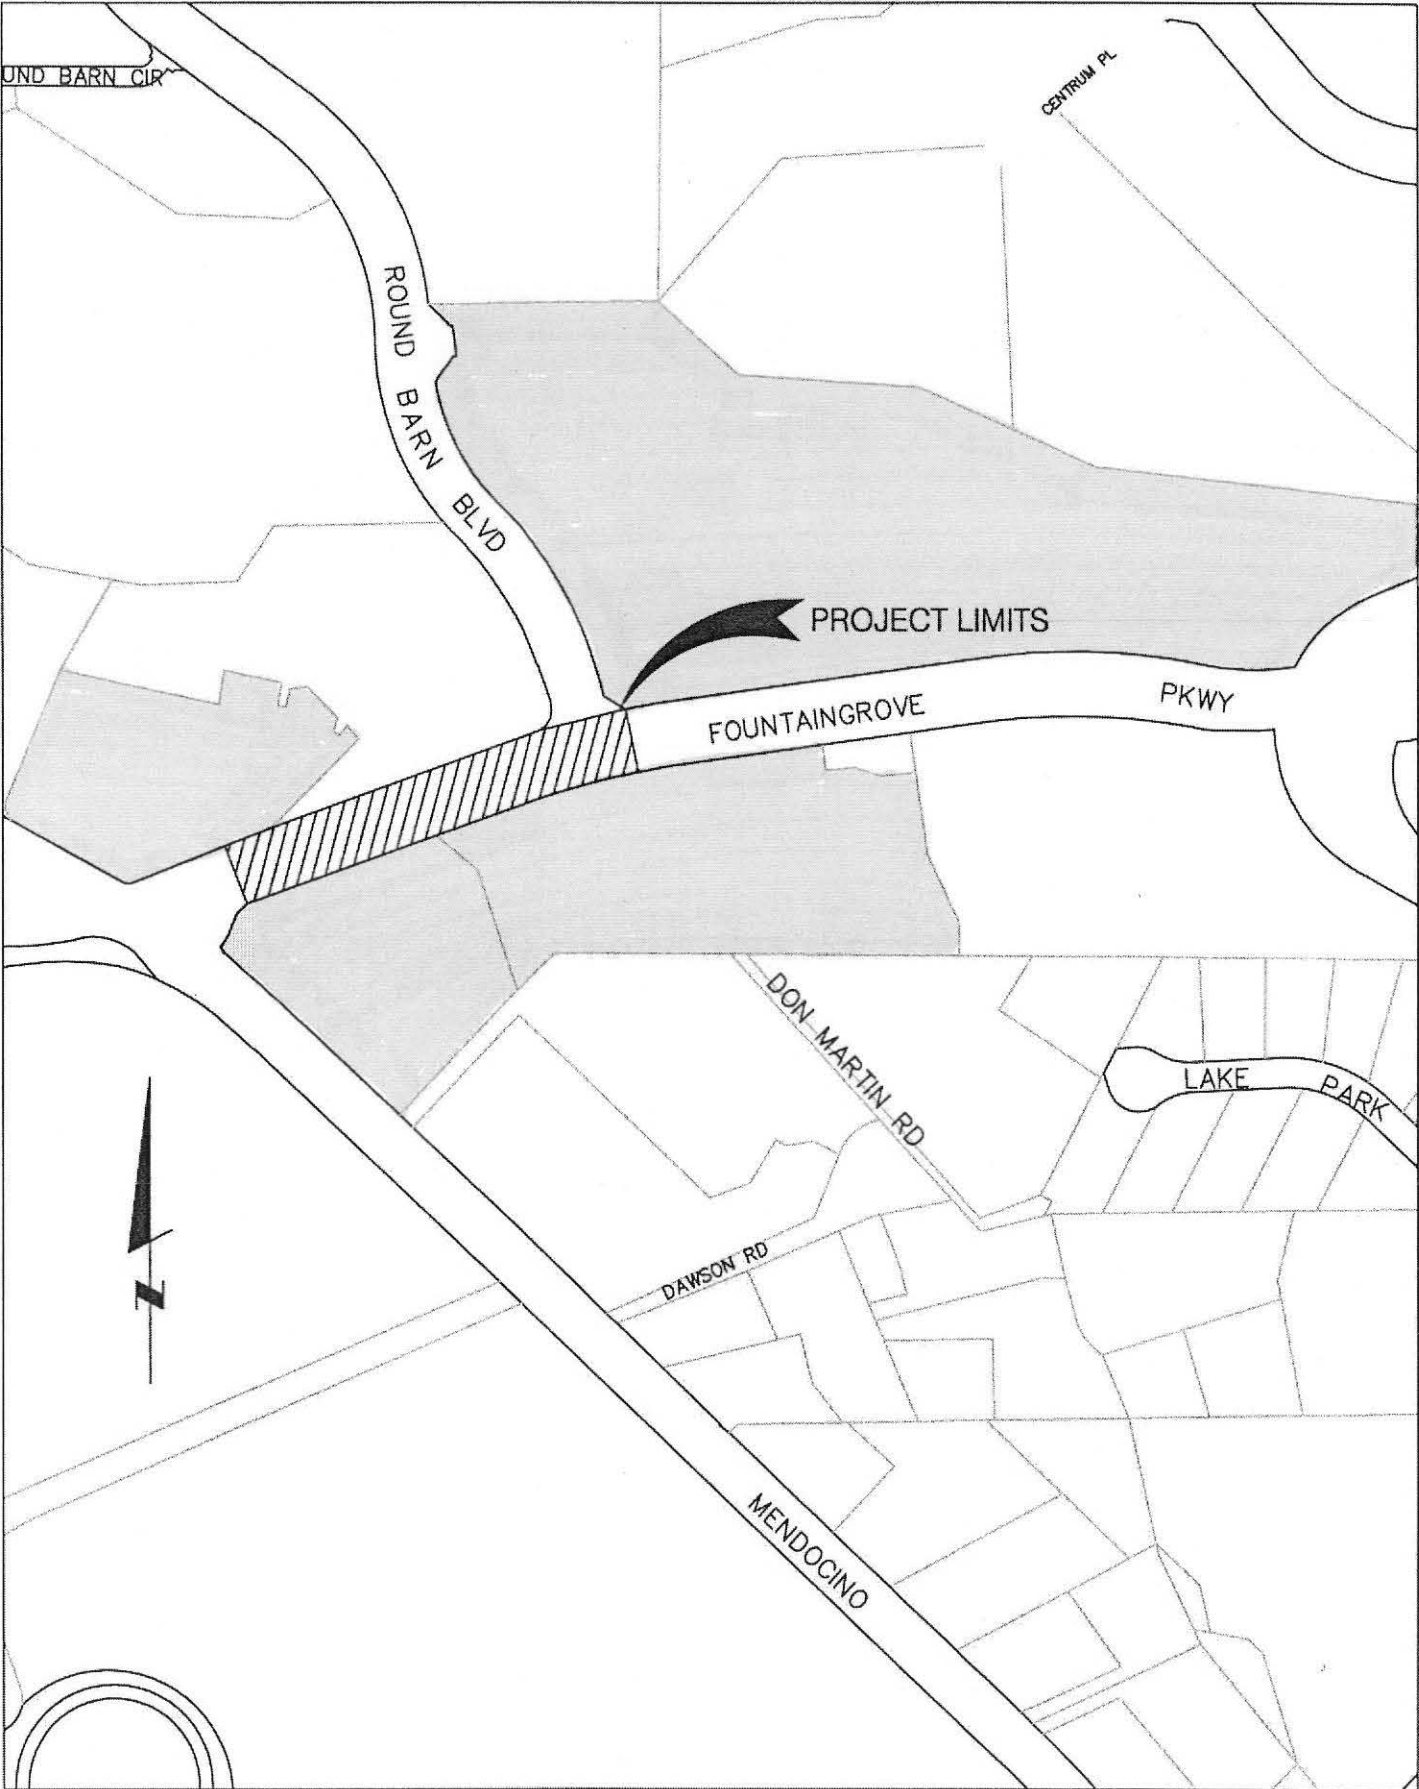 UND BARN CIR
CENTRUM PL
ROUND BARN BLVD
PROJECT LIMITS
FOUNTAINGROVE PKWY
DON MARTIN RD
LAKE PARK
DAWSON RD
N
MENDOCINO